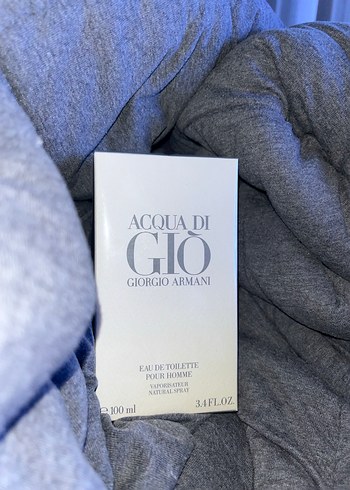 ACQUA DI
GIÒ
GIORGIO ARMANI
EAU DE TOILETTE
POUR HOMME
VAPORISATEUR
NATURAL SPRAY
℮ 100 ml 3.4 FL.OZ.